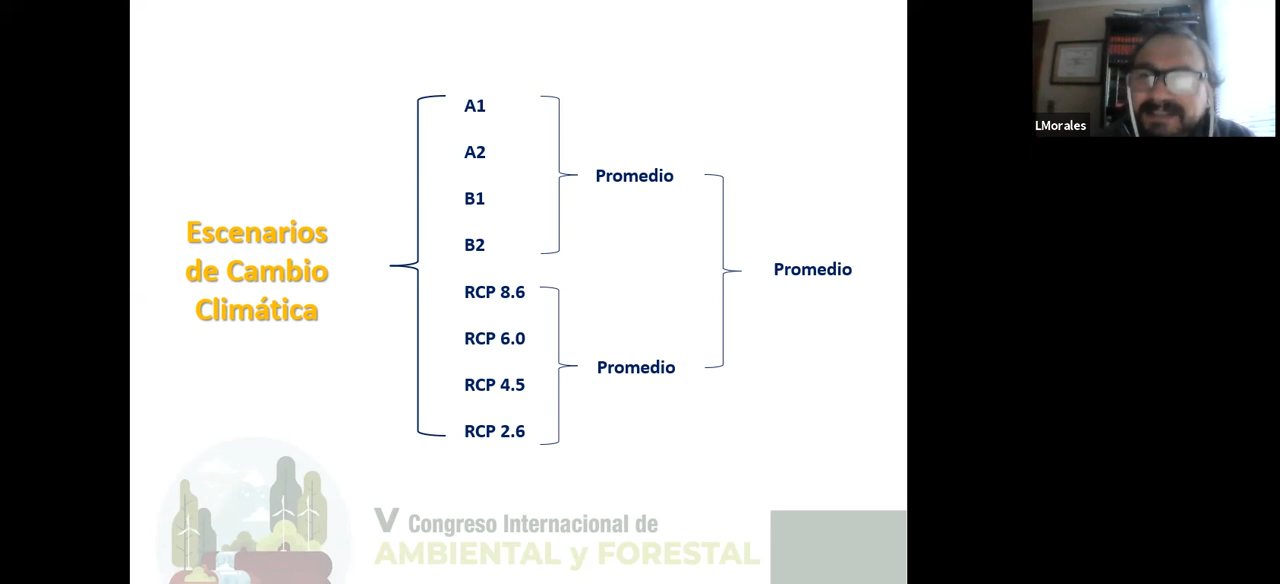 LMorales
Escenarios
de Cambio
Climática
A1
A2
B1
B2
RCP 8.6
RCP 6.0
RCP 4.5
RCP 2.6
Promedio
Promedio
Promedio
V Congreso Internacional de
AMBIENTAL y FORESTAL